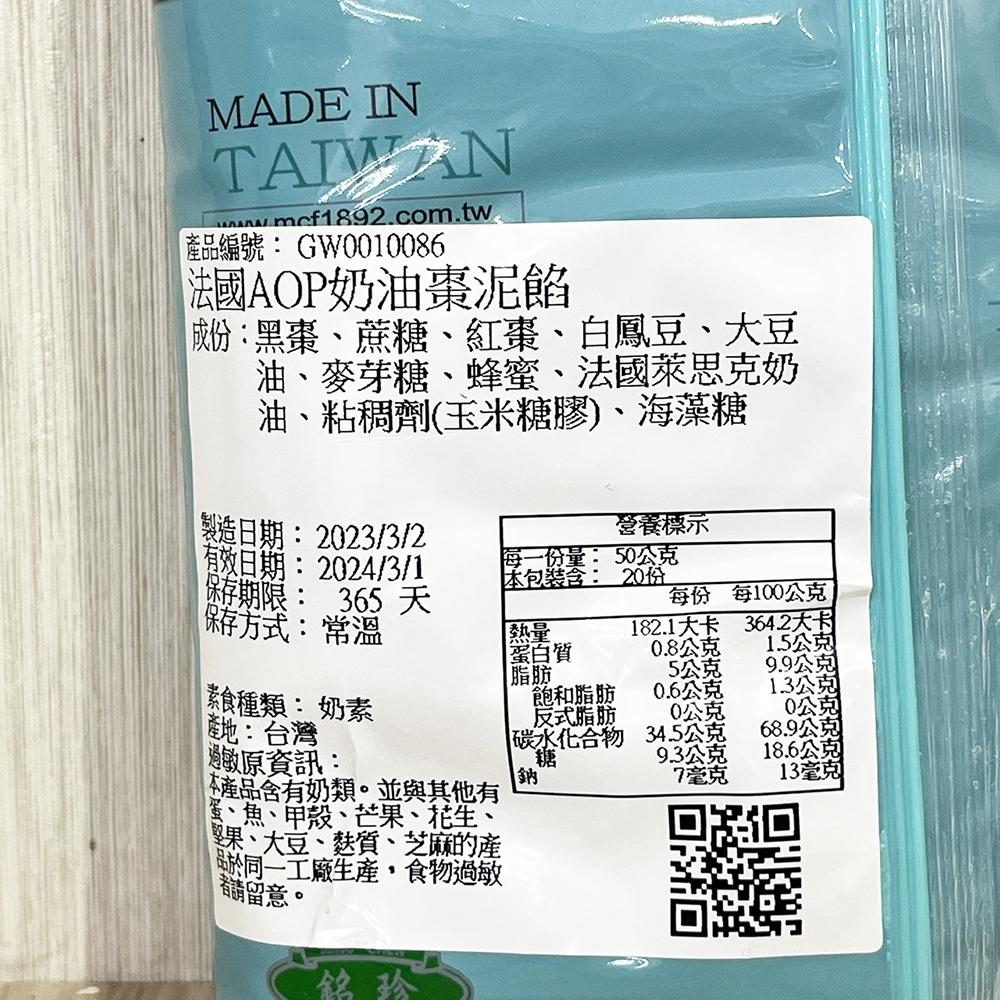 MADE IN
TAIWAN
www.mcf1892.com.tw
產品編號： GW0010086
法國AOP奶油棗泥餡
成份：黑棗、蔗糖、紅棗、白鳳豆、大豆
油、麥芽糖、蜂蜜、法國萊思克奶
油、粘稠劑(玉米糖膠)、海藻糖
製造日期： 2023/3/2
有效日期： 2024/3/1
保存期限： 365 天
保存方式： 常溫
素食種類： 奶素
產地：台灣
過敏原資訊：
本產品含有奶類。並與其他有
蛋、魚、甲殼、芒果、花生、
堅果、大豆、麩質、芝麻的產
品於同一工廠生產，食物過敏
者請留意。
營養標示
每一份量： 50公克
本包裝含： 20份
每份 每100公克
熱量 182.1大卡 364.2大卡
蛋白質 0.8公克 1.5公克
脂肪 5公克 9.9公克
飽和脂肪 0.6公克 1.3公克
反式脂肪 0公克 0公克
碳水化合物 34.5公克 68.9公克
糖 9.3公克 18.6公克
鈉 7毫克 13毫克
銘珍